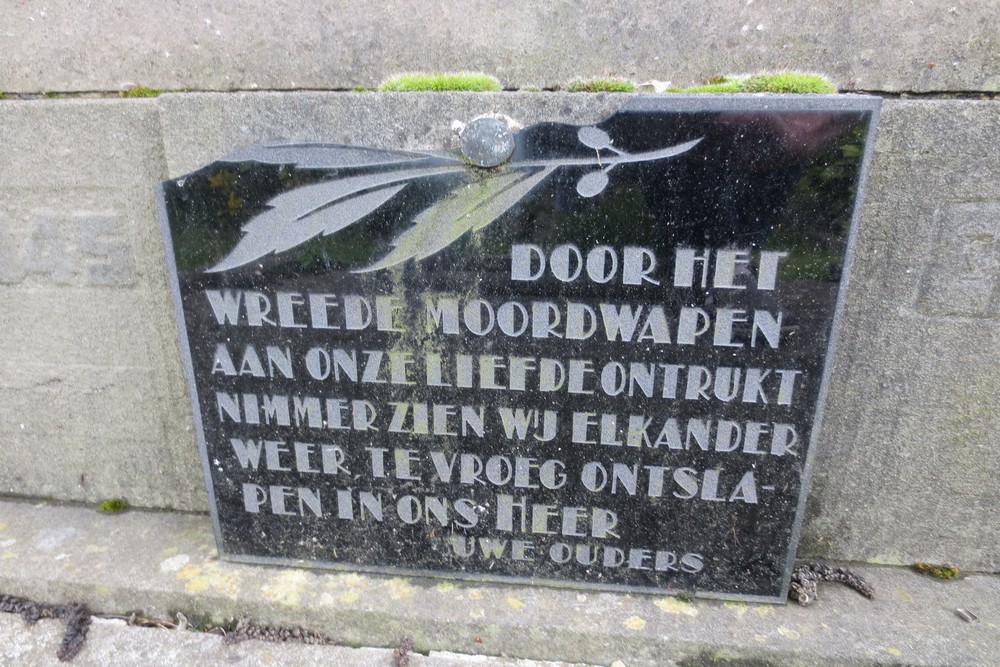 DOOR HET
WREEDE MOORDWAPEN
AAN ONZE LIEFDE ONTRUKT
NIMMER ZIEN WIJ ELKANDER
WEER TE VROEG ONTSLA-
PEN IN ONS HEER
UWE OUDERS